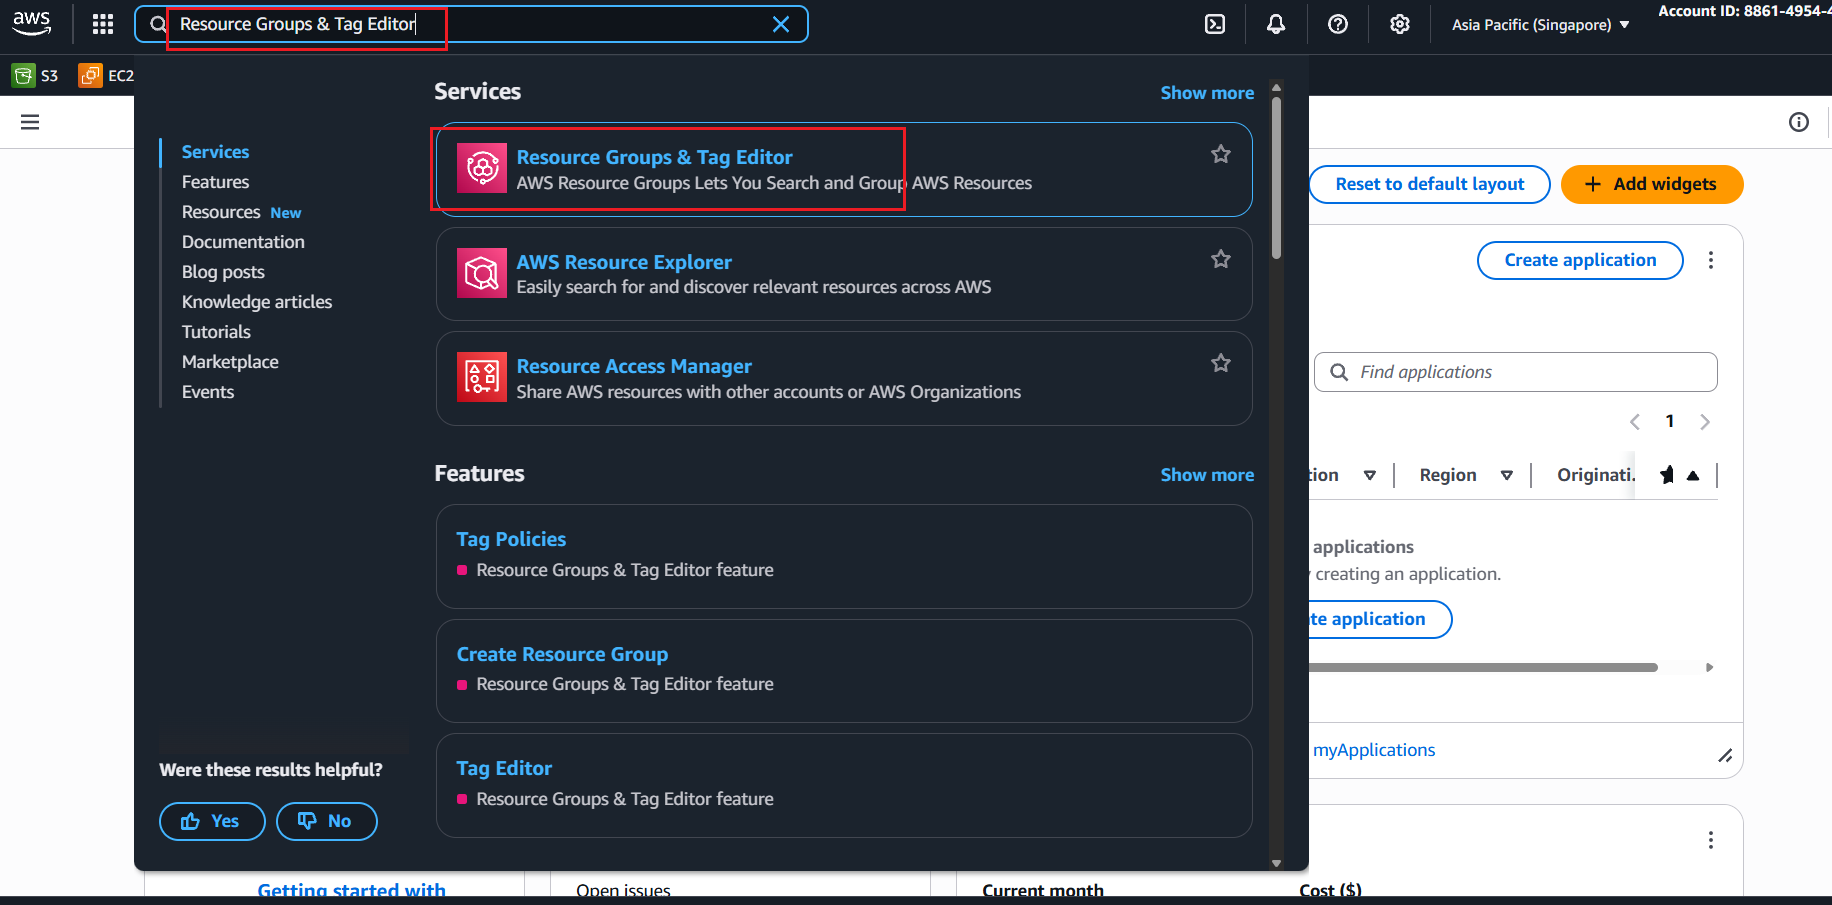 aws
Resource Groups & Tag Editor
Asia Pacific (Singapore)
Account ID: 8861-4954-
S3
EC2
Services
Features
Resources New
Documentation
Blog posts
Knowledge articles
Tutorials
Marketplace
Events
Were these results helpful?
Yes
No
Services
Show more
Resource Groups & Tag Editor
AWS Resource Groups Lets You Search and Group AWS Resources
AWS Resource Explorer
Easily search for and discover relevant resources across AWS
Resource Access Manager
Share AWS resources with other accounts or AWS Organizations
Features
Show more
Tag Policies
Resource Groups & Tag Editor feature
Create Resource Group
Resource Groups & Tag Editor feature
Tag Editor
Resource Groups & Tag Editor feature
Reset to default layout
+ Add widgets
Create application
Find applications
1
tion
Region
Originati.
applications
creating an application.
te application
myApplications
Getting started with
Open issues
Current month
Cost ($)